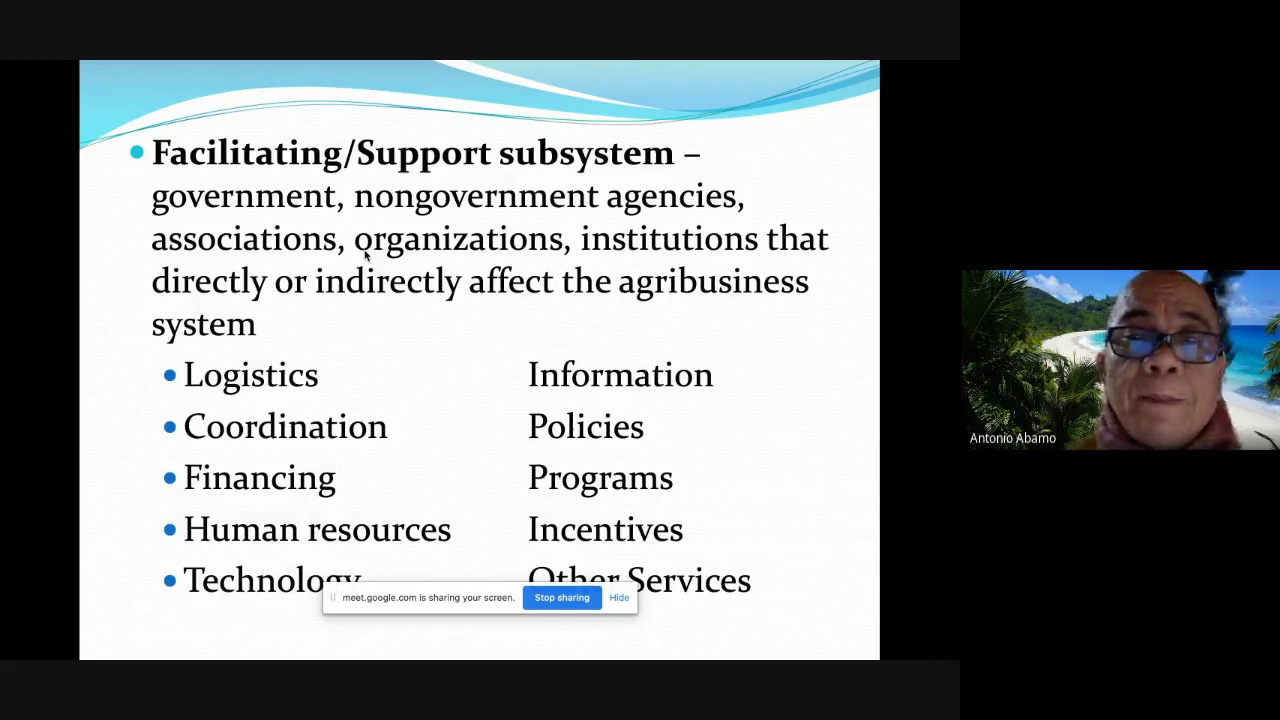 Facilitating/Support subsystem –
government, nongovernment agencies,
associations, organizations, institutions that
directly or indirectly affect the agribusiness
system
Logistics Information
Coordination Policies
Financing Programs
Human resources Incentives
Technology Other Services
meet.google.com is sharing your screen. Stop sharing Hide
Antonio Abamo